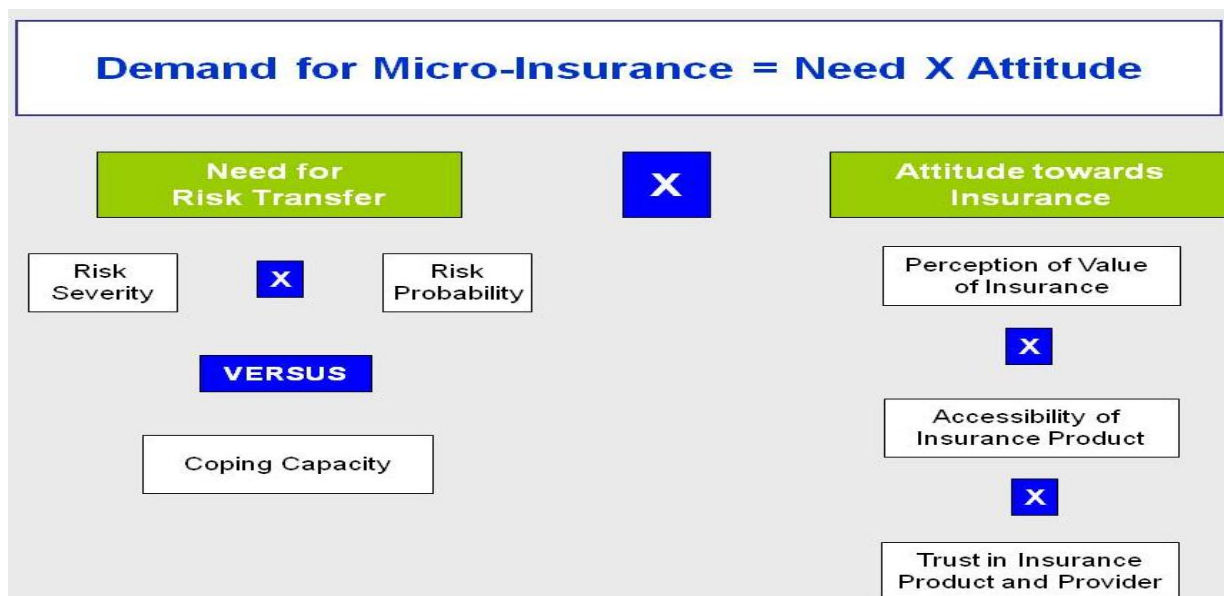 Demand for Micro-Insurance = Need X Attitude
Need for
Risk Transfer
X
Attitude towards
Insurance
Risk
Severity
X
Risk
Probability
VERSUS
Coping Capacity
Perception of Value
of Insurance
X
Accessibility of
Insurance Product
X
Trust in Insurance
Product and Provider